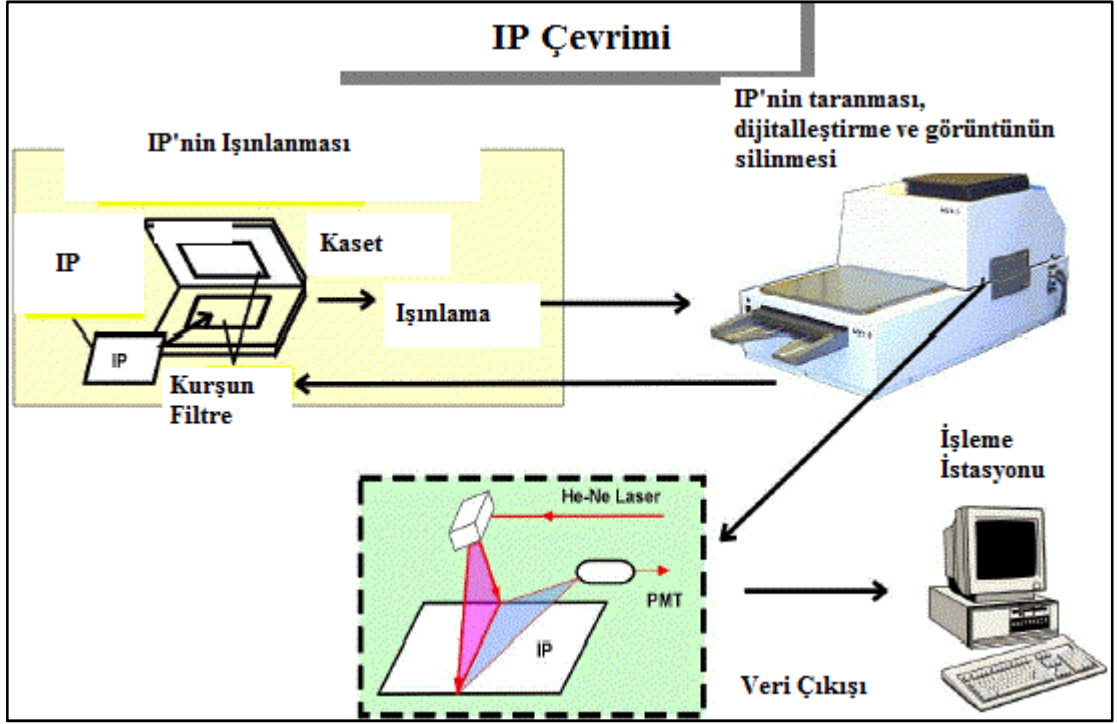 IP Çevrimi
IP'nin Işınlanması
IP'nin taranması,
dijitalleştirme ve görüntünün
silinmesi
IP
Kaset
Işınlama
IP
Kurşun
Filtre
He-Ne Laser
PMT
IP
İşleme
İstasyonu
Veri Çıkışı